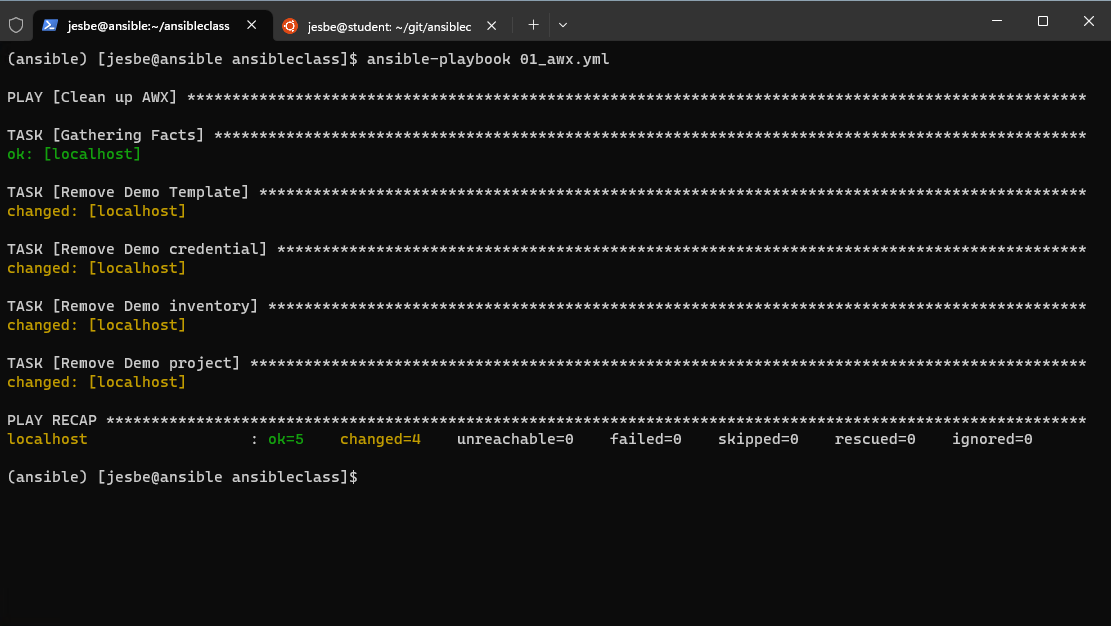 jesbe@ansible:~/ansibleclass jesbe@student: ~/git/ansiblec
(ansible) [jesbe@ansible ansibleclass]$ ansible-playbook 01_awx.yml
PLAY [Clean up AWX] ****************************************************************************************************
TASK [Gathering Facts] *************************************************************************************************
ok: [localhost]
TASK [Remove Demo Template] ********************************************************************************************
changed: [localhost]
TASK [Remove Demo credential] ******************************************************************************************
changed: [localhost]
TASK [Remove Demo inventory] *******************************************************************************************
changed: [localhost]
TASK [Remove Demo project] *********************************************************************************************
changed: [localhost]
PLAY RECAP *************************************************************************************************************
localhost                  : ok=5    changed=4    unreachable=0    failed=0    skipped=0    rescued=0    ignored=0
(ansible) [jesbe@ansible ansibleclass]$